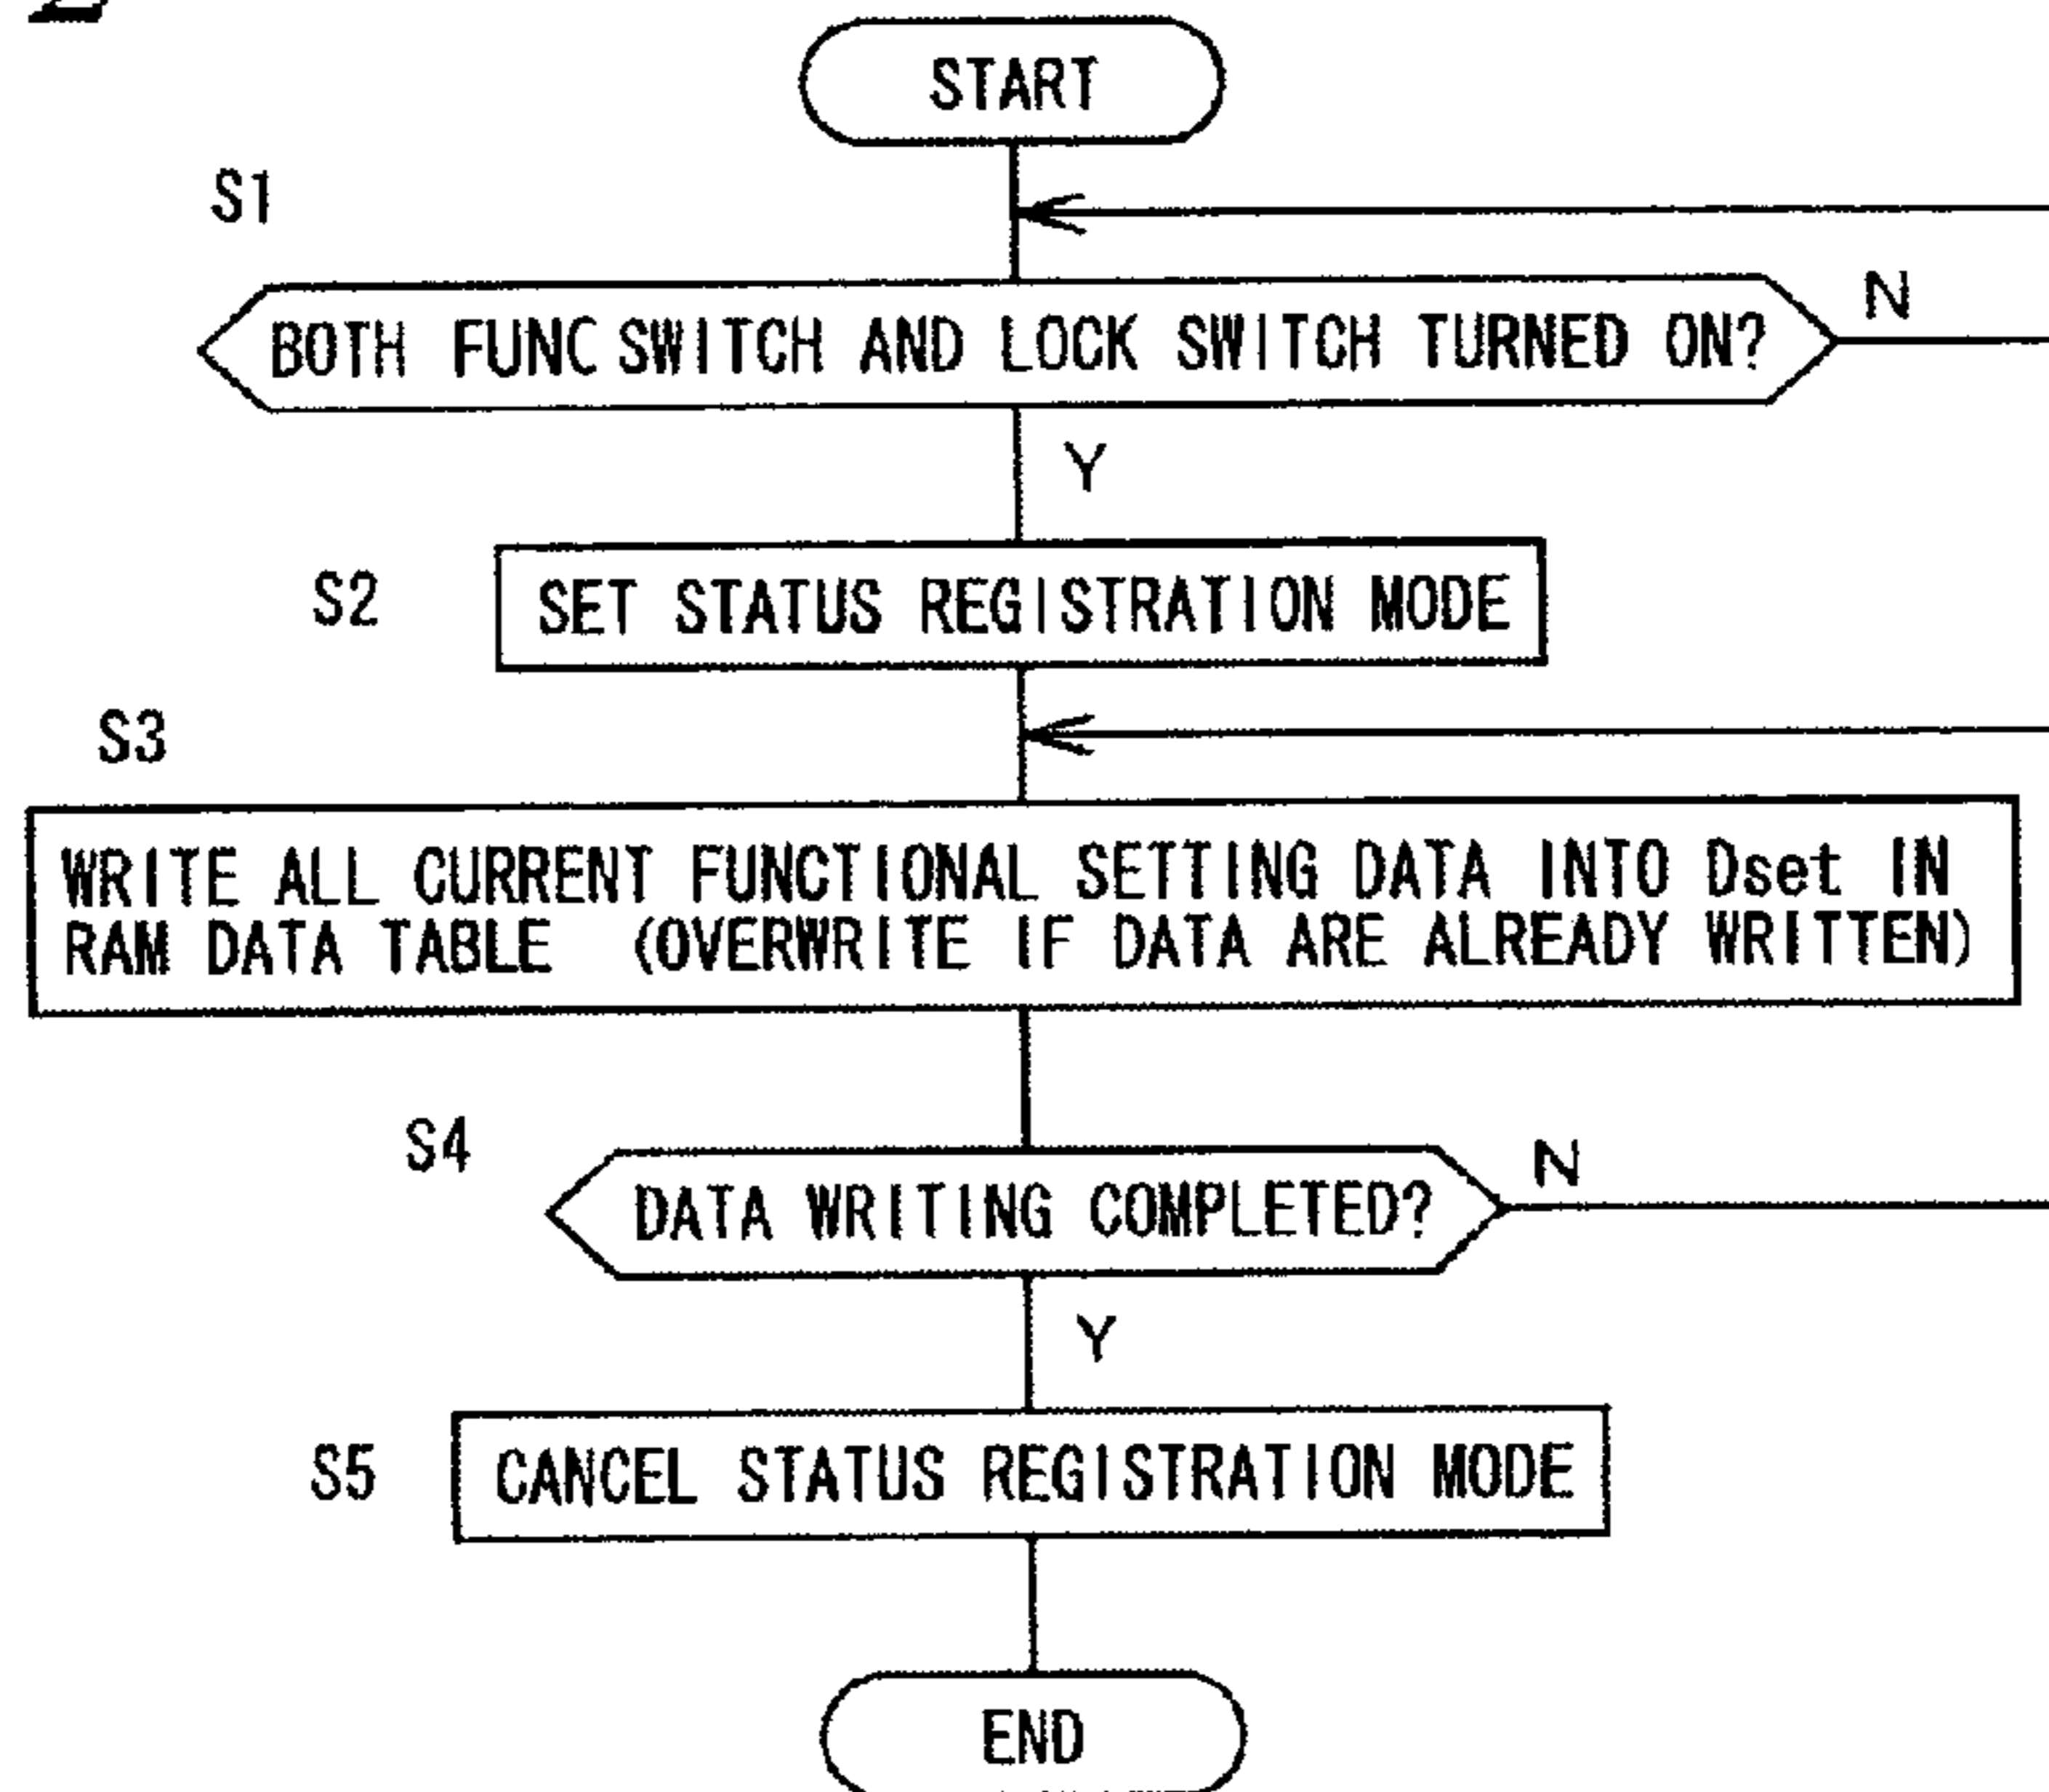 START
S1
BOTH FUNC SWITCH AND LOCK SWITCH TURNED ON?
N
Y
S2
SET STATUS REGISTRATION MODE
S3
WRITE ALL CURRENT FUNCTIONAL SETTING DATA INTO Dset IN
RAM DATA TABLE (OVERWRITE IF DATA ARE ALREADY WRITTEN)
S4
DATA WRITING COMPLETED?
N
Y
S5
CANCEL STATUS REGISTRATION MODE
END